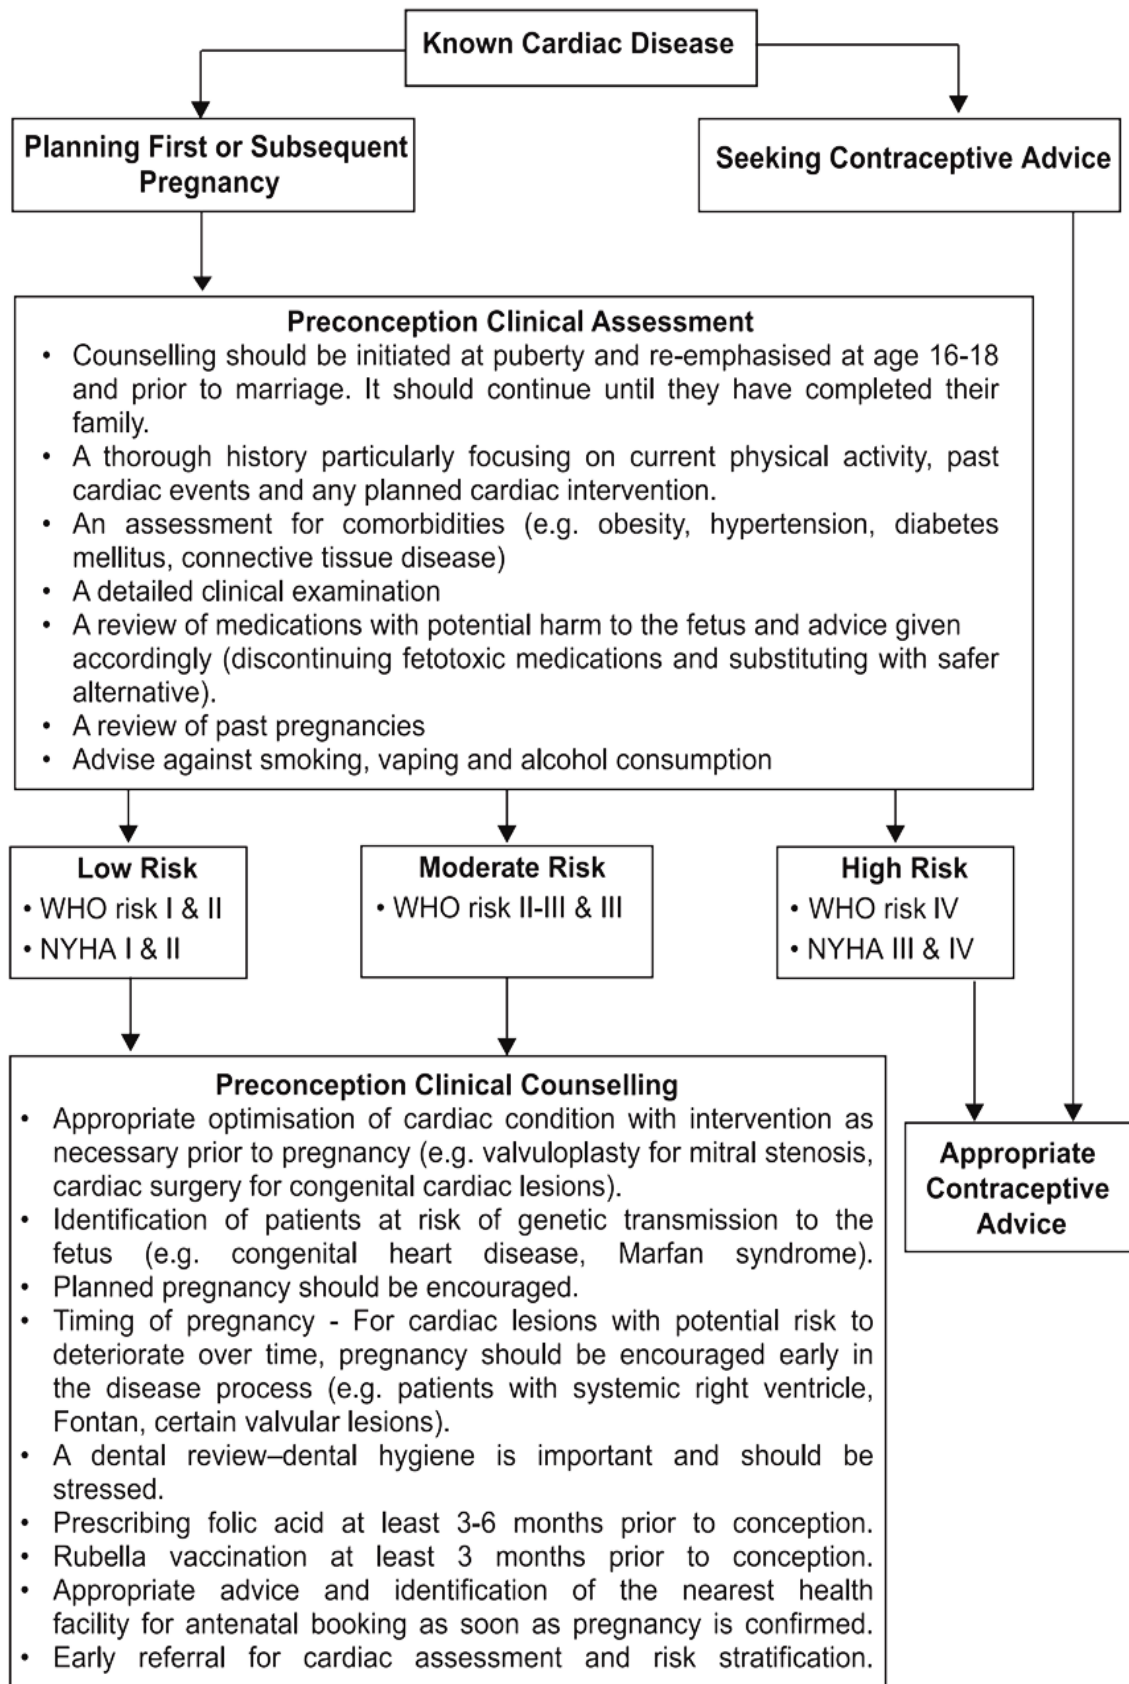 Known Cardiac Disease
Planning First or Subsequent
Pregnancy
Seeking Contraceptive Advice
Preconception Clinical Assessment
• Counselling should be initiated at puberty and re-emphasised at age 16-18
and prior to marriage. It should continue until they have completed their
family.
• A thorough history particularly focusing on current physical activity, past
cardiac events and any planned cardiac intervention.
• An assessment for comorbidities (e.g. obesity, hypertension, diabetes
mellitus, connective tissue disease)
• A detailed clinical examination
• A review of medications with potential harm to the fetus and advice given
accordingly (discontinuing fetotoxic medications and substituting with safer
alternative).
• A review of past pregnancies
• Advise against smoking, vaping and alcohol consumption
Low Risk
• WHO risk I & II
• NYHA I & II
Moderate Risk
• WHO risk II-III & III
High Risk
• WHO risk IV
• NYHA III & IV
Preconception Clinical Counselling
• Appropriate optimisation of cardiac condition with intervention as
necessary prior to pregnancy (e.g. valvuloplasty for mitral stenosis,
cardiac surgery for congenital cardiac lesions).
• Identification of patients at risk of genetic transmission to the
fetus (e.g. congenital heart disease, Marfan syndrome).
• Planned pregnancy should be encouraged.
• Timing of pregnancy - For cardiac lesions with potential risk to
deteriorate over time, pregnancy should be encouraged early in
the disease process (e.g. patients with systemic right ventricle,
Fontan, certain valvular lesions).
• A dental review–dental hygiene is important and should be
stressed.
• Prescribing folic acid at least 3-6 months prior to conception.
• Rubella vaccination at least 3 months prior to conception.
• Appropriate advice and identification of the nearest health
facility for antenatal booking as soon as pregnancy is confirmed.
• Early referral for cardiac assessment and risk stratification.
Appropriate
Contraceptive
Advice